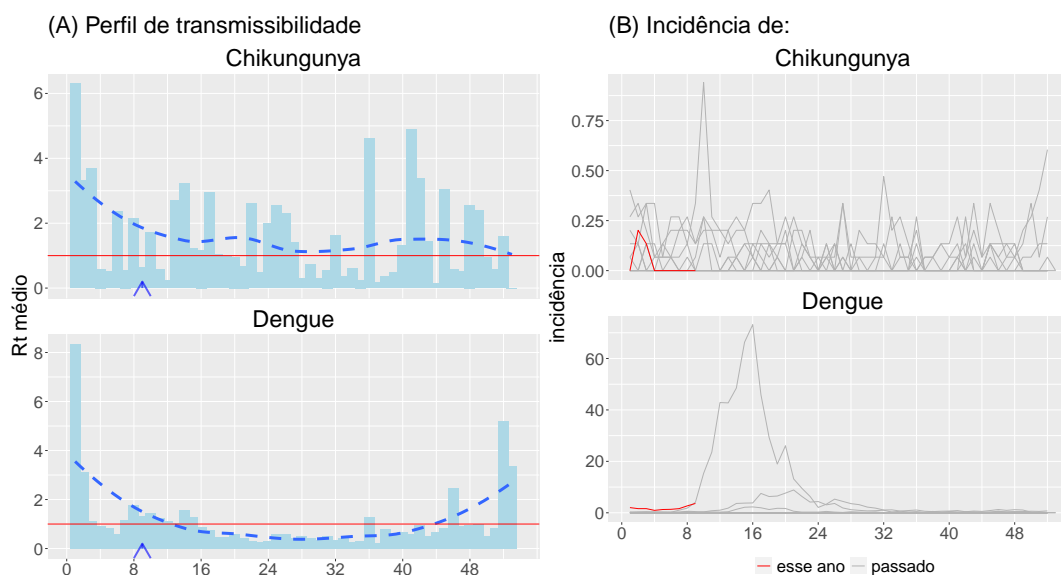 (A) Perfil de transmissibilidade
Chikungunya
6
4
2
0
Dengue
8
6
4
2
0
0 8 16 24 32 40 48
Rt médio
(B) Incidência de:
Chikungunya
0.75
0.50
0.25
0.00
Dengue
60
40
20
0
0 8 16 24 32 40 48
incidência
esse ano passado